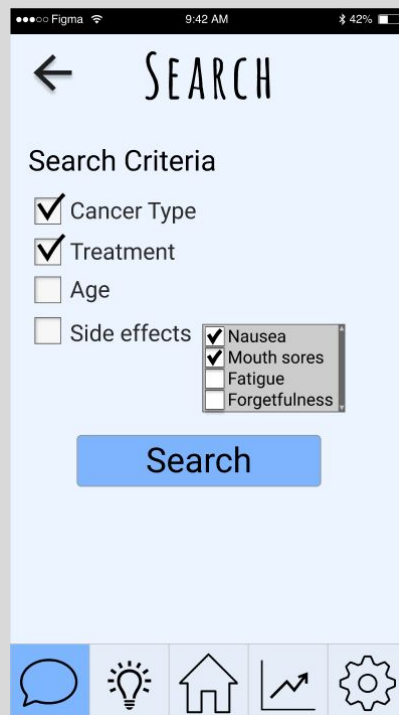 Figma 9:42 AM 42%
SEARCH
Search Criteria
Cancer Type
Treatment
Age
Side effects
Nausea
Mouth sores
Fatigue
Forgetfulness
Search